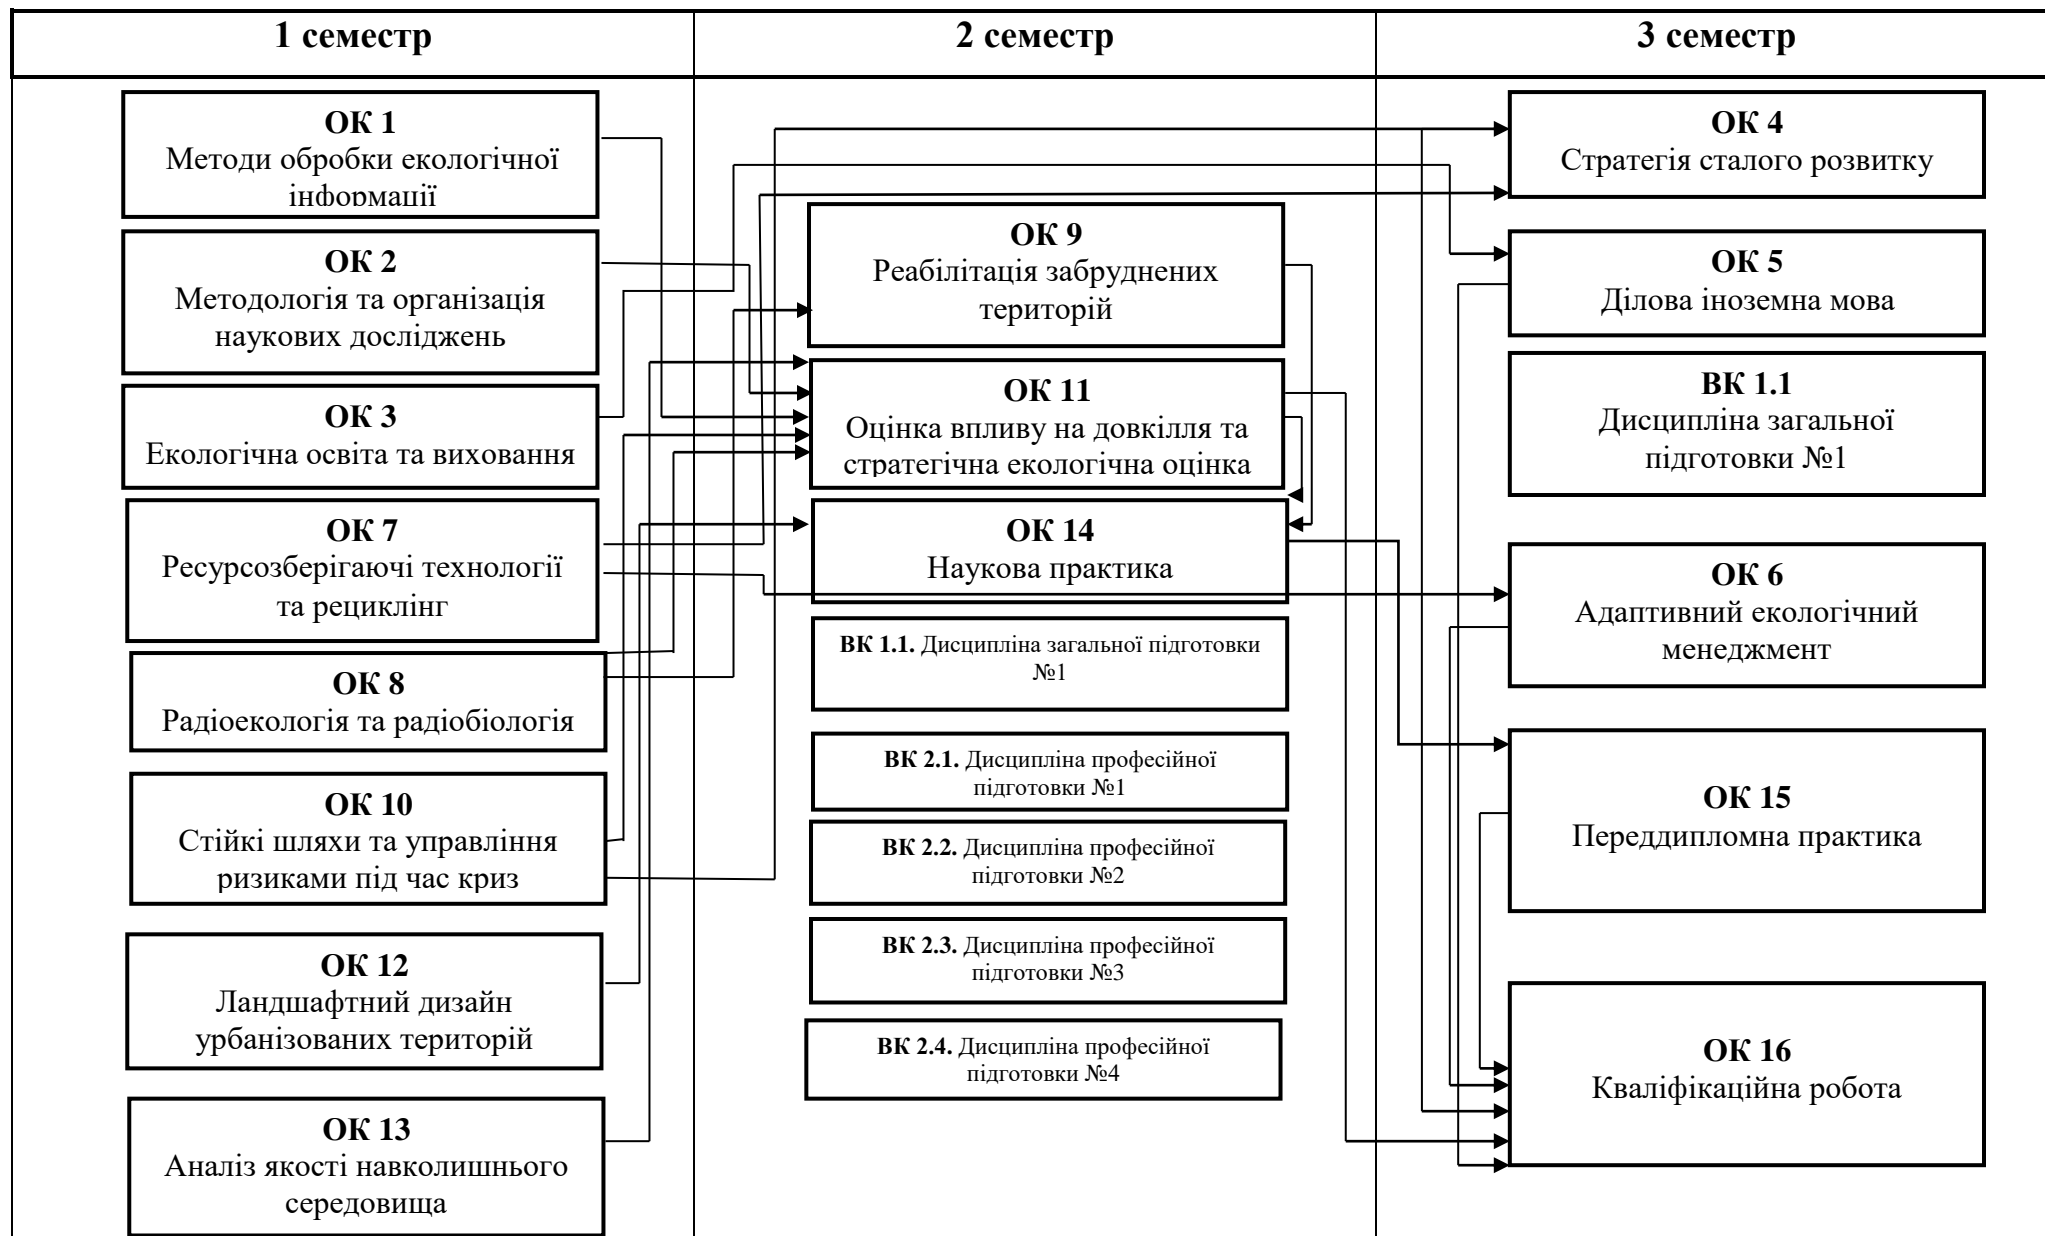 1 семестр
2 семестр
3 семестр
ОК 1
Методи обробки екологічної
інформації
ОК 2
Методологія та організація
наукових досліджень
ОК 3
Екологічна освіта та виховання
ОК 7
Ресурсозберігаючі технології
та рециклінг
ОК 8
Радіоекологія та радіобіологія
ОК 10
Стійкі шляхи та управління
ризиками під час криз
ОК 12
Ландшафтний дизайн
урбанізованих територій
ОК 13
Аналіз якості навколишнього
середовища
ОК 9
Реабілітація забруднених
територій
ОК 11
Оцінка впливу на довкілля та
стратегічна екологічна оцінка
ОК 14
Наукова практика
ВК 1.1. Дисципліна загальної підготовки
№1
ВК 2.1. Дисципліна професійної
підготовки №1
ВК 2.2. Дисципліна професійної
підготовки №2
ВК 2.3. Дисципліна професійної
підготовки №3
ВК 2.4. Дисципліна професійної
підготовки №4
ОК 4
Стратегія сталого розвитку
ОК 5
Ділова іноземна мова
ВК 1.1
Дисципліна загальної
підготовки №1
ОК 6
Адаптивний екологічний
менеджмент
ОК 15
Переддипломна практика
ОК 16
Кваліфікаційна робота